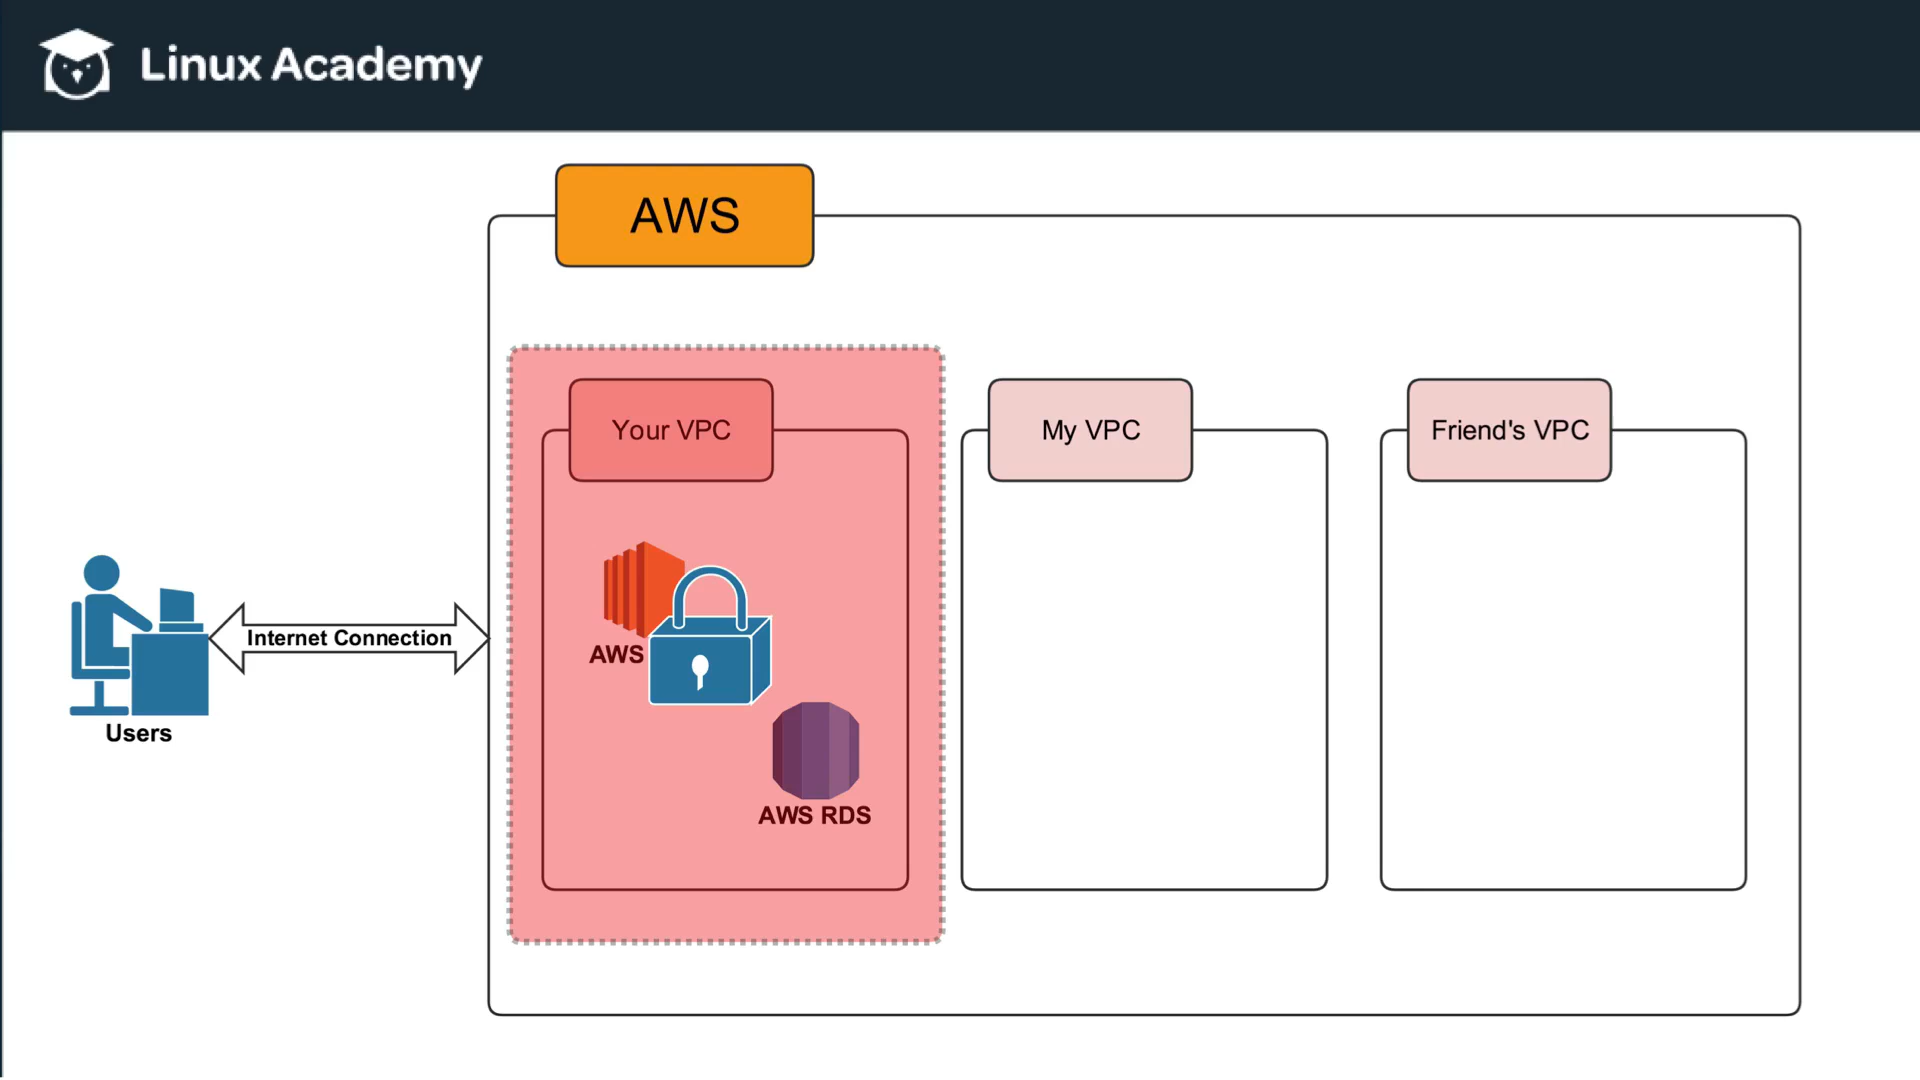 Linux Academy
AWS
Your VPC
My VPC
Friend's VPC
Internet Connection
AWS
Users
AWS RDS